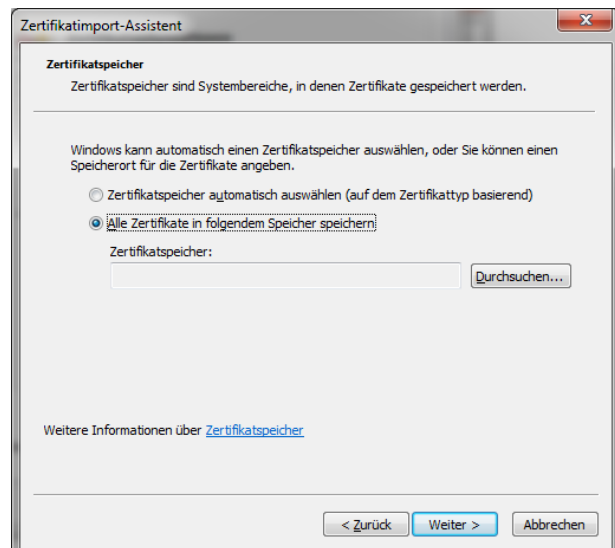 Zertifikatimport-Assistent
Zertifikatspeicher
Zertifikatspeicher sind Systembereiche, in denen Zertifikate gespeichert werden.
Windows kann automatisch einen Zertifikatspeicher auswählen, oder Sie können einen
Speicherort für die Zertifikate angeben.
Zertifikatspeicher automatisch auswählen (auf dem Zertifikattyp basierend)
Alle Zertifikate in folgendem Speicher speichern
Zertifikatspeicher:
Durchsuchen...
Weitere Informationen über Zertifikatspeicher
< Zurück
Weiter >
Abbrechen